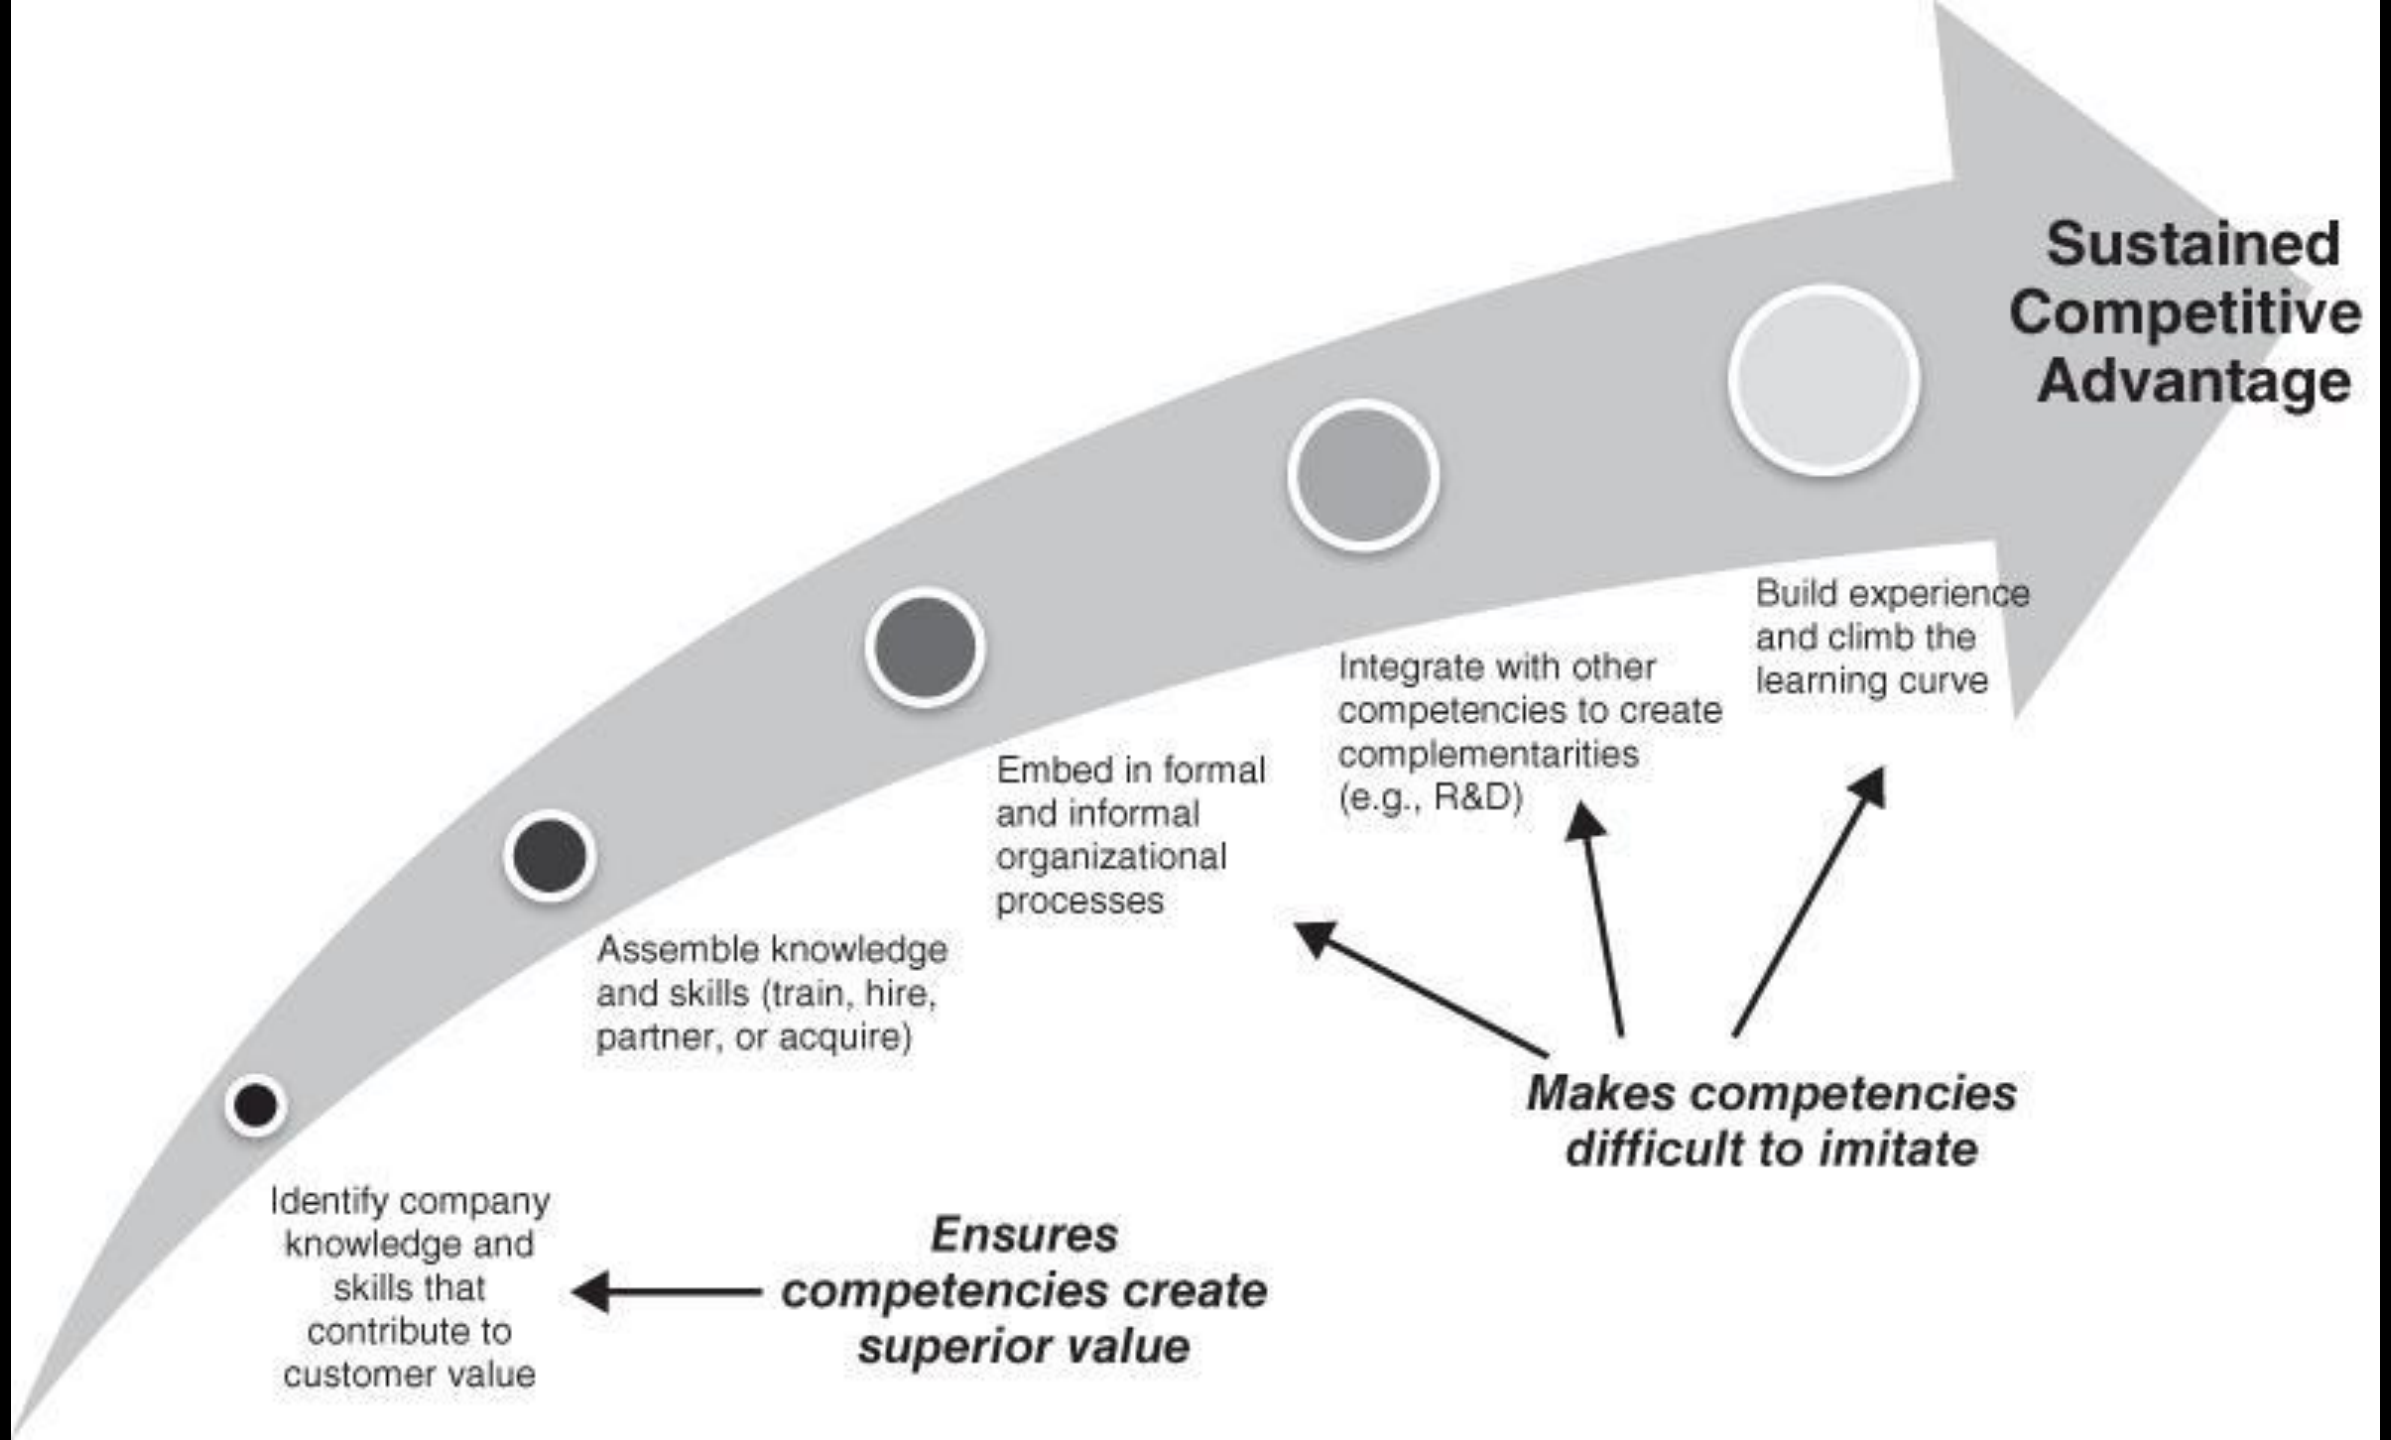 Sustained
Competitive
Advantage
Build experience
and climb the
learning curve
Integrate with other
competencies to create
complementarities
(e.g., R&D)
Embed in formal
and informal
organizational
processes
Assemble knowledge
and skills (train, hire,
partner, or acquire)
Makes competencies
difficult to imitate
Identify company
knowledge and
skills that
contribute to
customer value
Ensures
competencies create
superior value